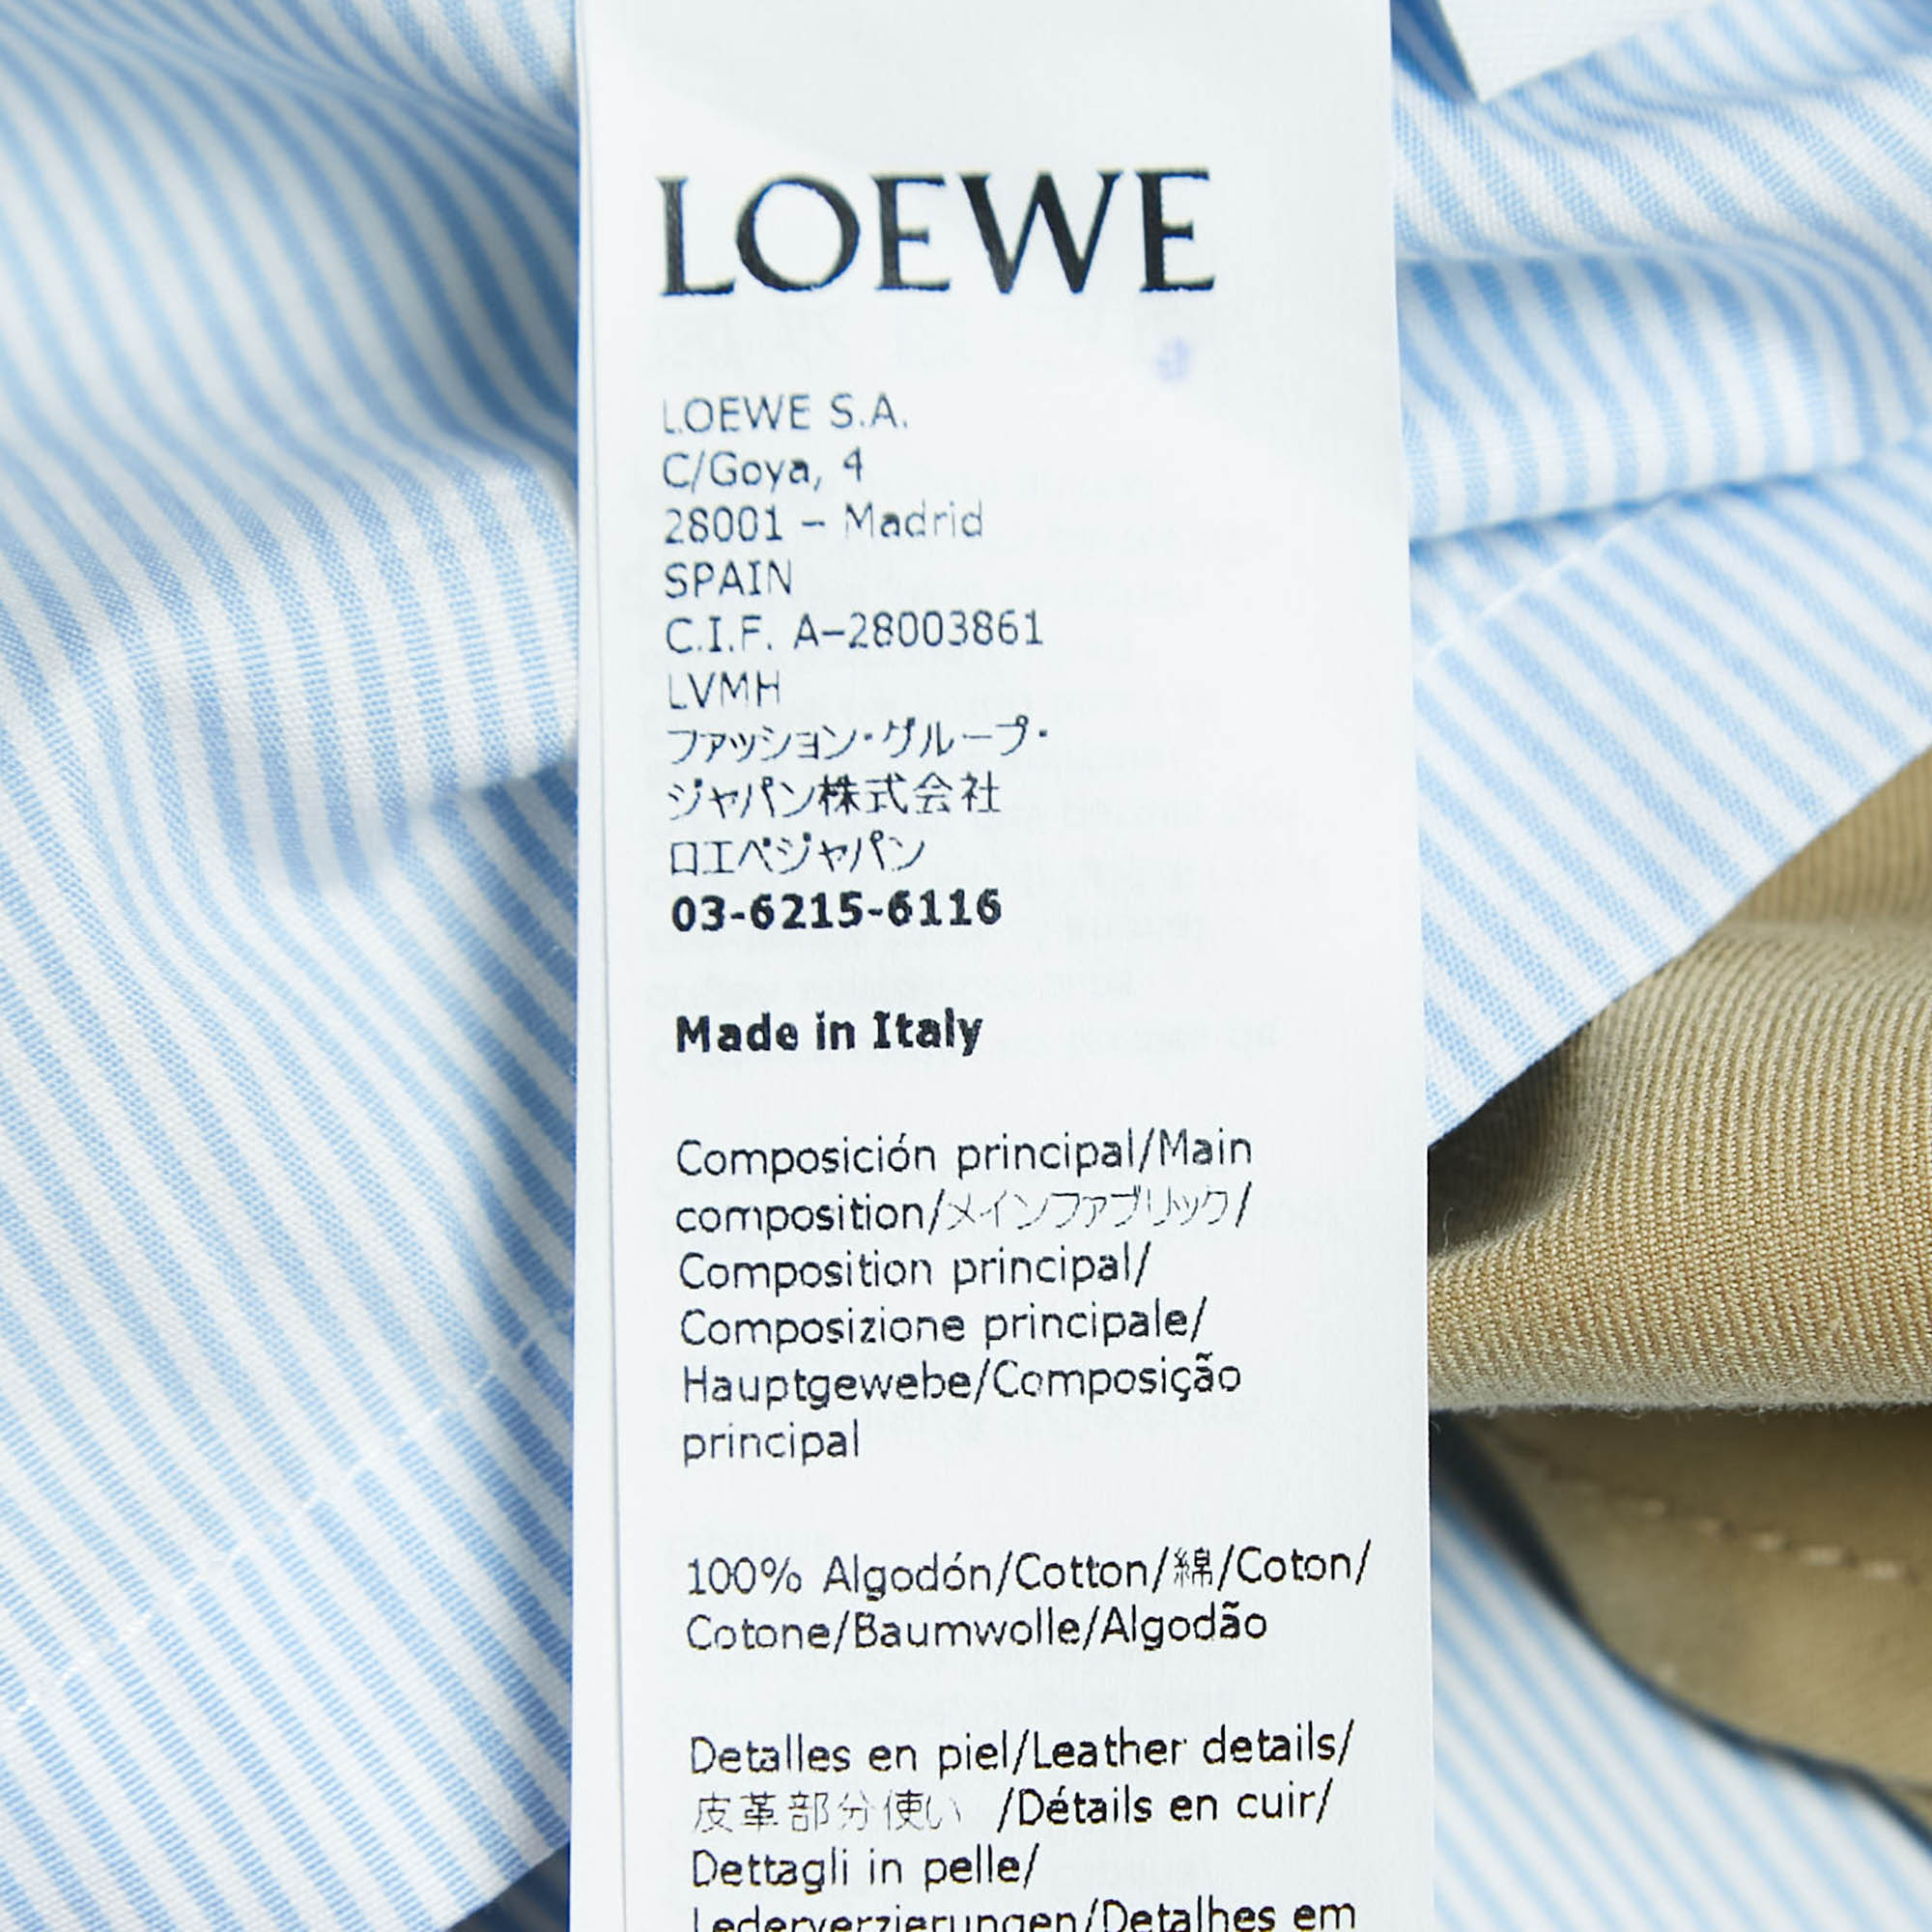 LOEWE
LOEWE S.A.
C/Goya, 4
28001 – Madrid
SPAIN
C.I.F. A–28003861
LVMH
ファッション・グループ・
ジャパン株式会社
ロエベジャパン
03-6215-6116
Made in Italy
Composición principal/Main
composition/メインファブリック/
Composition principal/
Composizione principale/
Hauptgewebe/Composição
principal
100% Algodón/Cotton/綿/Coton/
Cotone/Baumwolle/Algodão
Detalles en piel/Leather details/
皮革部分使い /Détails en cuir/
Dettagli in pelle/
Lederverzierungen/Detalhes em